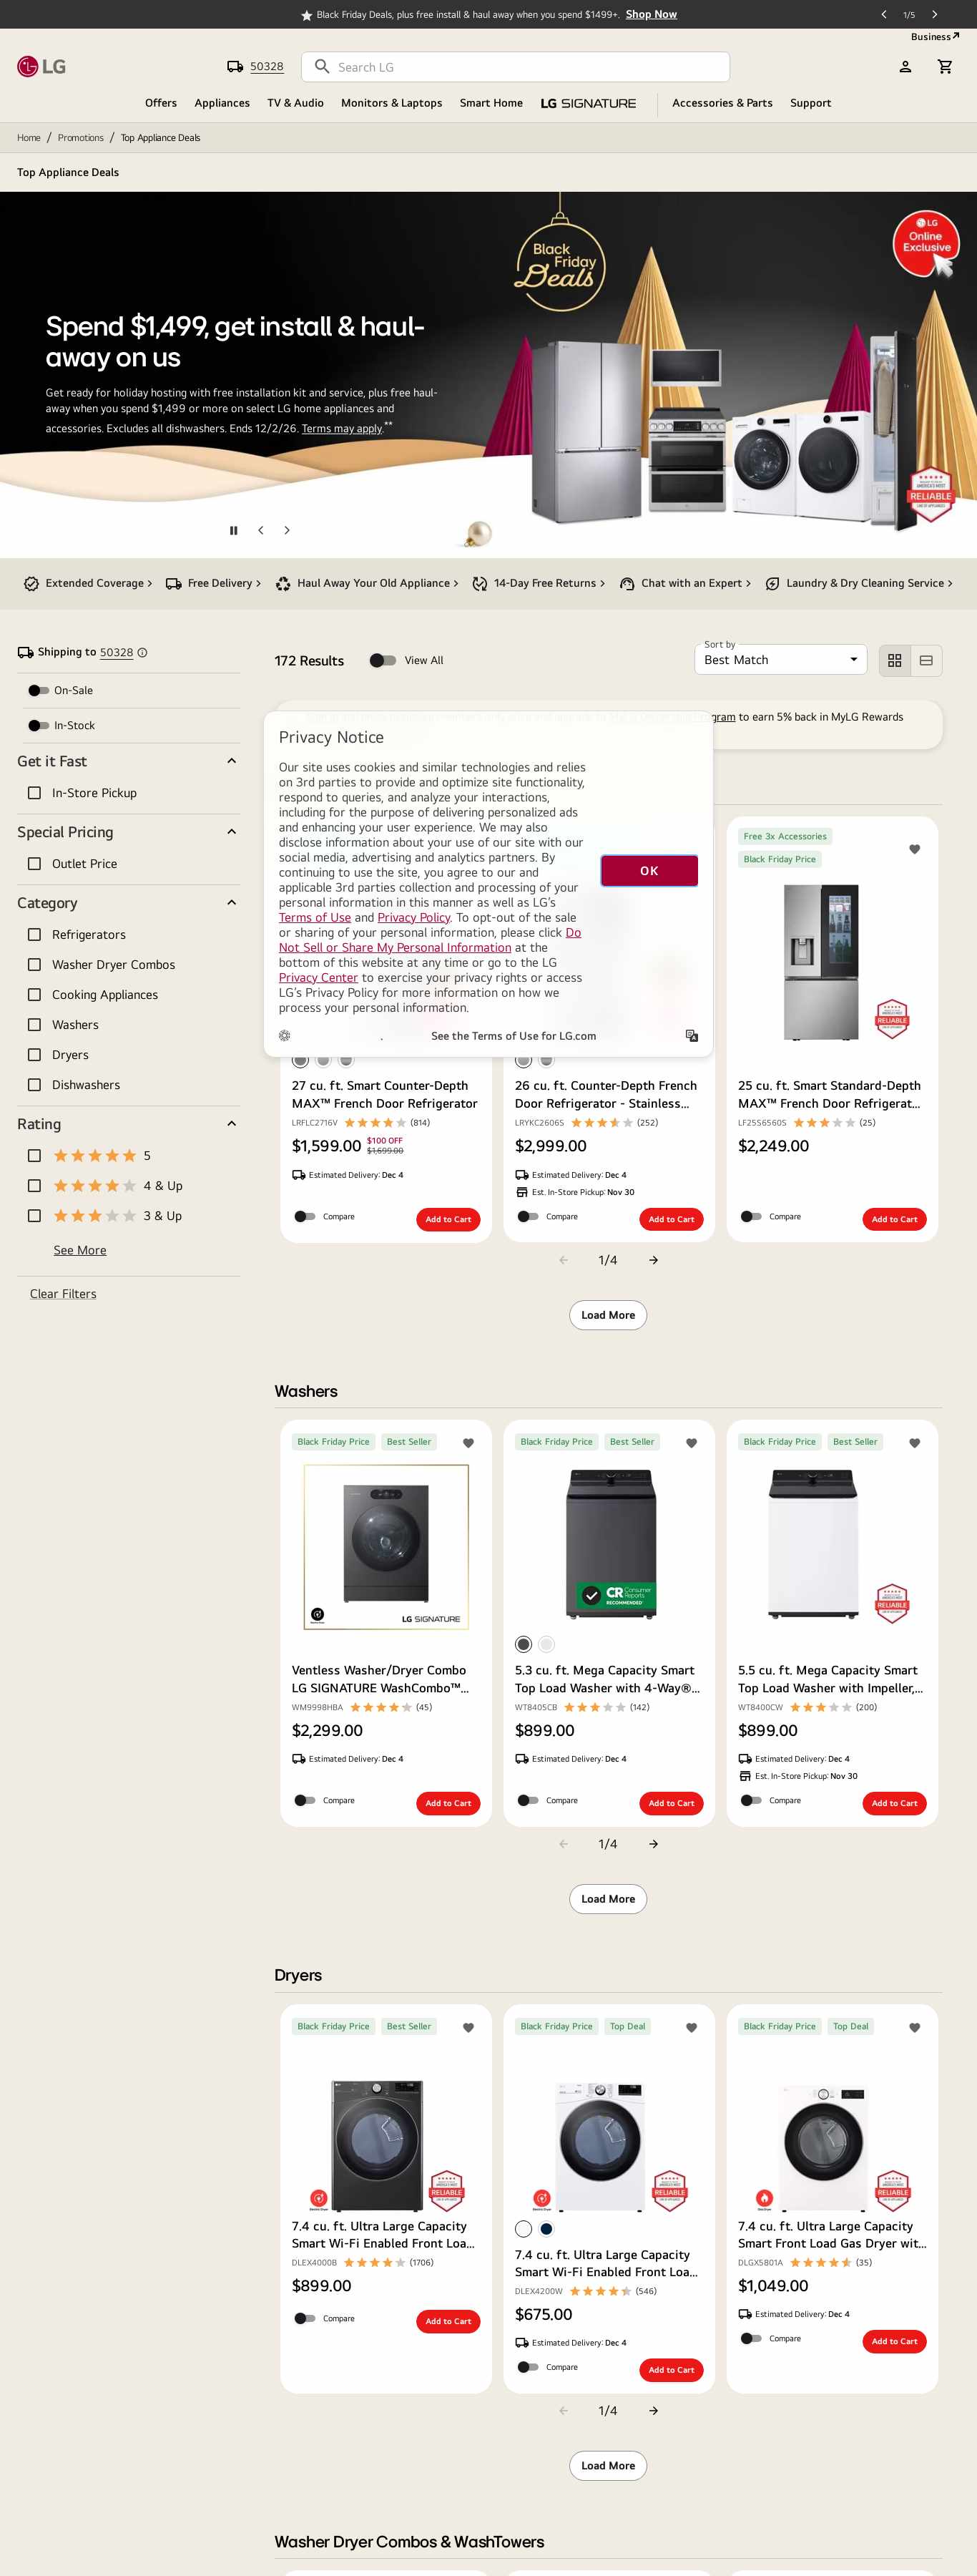 Black Friday Deals, plus free install & haul away when you spend $1499+. Shop Now
1/5
Business
LG
50328
Search LG
Offers
Appliances
TV & Audio
Monitors & Laptops
Smart Home
LG SIGNATURE
Accessories & Parts
Support
Home / Promotions / Top Appliance Deals
Top Appliance Deals
Black
Friday
Deals
LG
Online
Exclusive
Spend $1,499, get install & haul-
away on us
Get ready for holiday hosting with free installation kit and service, plus free haul-
away when you spend $1,499 or more on select LG home appliances and
accessories. Excludes all dishwashers. Ends 12/2/26. Terms may apply.**
AMERICA'S MOST
RELIABLE
Extended Coverage
Free Delivery
Haul Away Your Old Appliance
14-Day Free Returns
Chat with an Expert
Laundry & Dry Cleaning Service
Shipping to 50328
On-Sale
In-Stock
Get it Fast
In-Store Pickup
Special Pricing
Outlet Price
Category
Refrigerators
Washer Dryer Combos
Cooking Appliances
Washers
Dryers
Dishwashers
Rating
5
4 & Up
3 & Up
See More
Clear Filters
172 Results
View All
Sort by
Best Match
gram to earn 5% back in MyLG Rewards
Privacy Notice
Our site uses cookies and similar technologies and relies
on 3rd parties to provide and optimize site functionality,
respond to queries, and analyze your interactions,
including for the purpose of delivering personalized ads
and enhancing your user experience. We may also
disclose information about your use of our site with our
social media, advertising and analytics partners. By
continuing to use the site, you agree to our and
applicable 3rd parties collection and processing of your
personal information in this manner as well as LG's
Terms of Use and Privacy Policy. To opt-out of the sale
or sharing of your personal information, please click Do
Not Sell or Share My Personal Information at the
bottom of this website at any time or go to the LG
Privacy Center to exercise your privacy rights or access
LG's Privacy Policy for more information on how we
process your personal information.
OK
. See the Terms of Use for LG.com
27 cu. ft. Smart Counter-Depth
MAX™ French Door Refrigerator
LRFLC2716V (814)
$1,599.00 $100 OFF
$1,699.00
Estimated Delivery: Dec 4
Compare
Add to Cart
26 cu. ft. Counter-Depth French
Door Refrigerator - Stainless...
LRYKC2606S (252)
$2,999.00
Estimated Delivery: Dec 4
Est. In-Store Pickup: Nov 30
Compare
Add to Cart
Free 3x Accessories
Black Friday Price
RELIABLE
25 cu. ft. Smart Standard-Depth
MAX™ French Door Refrigerat...
LF25S6560S (25)
$2,249.00
Compare
Add to Cart
1/4
Load More
Washers
Black Friday Price
Best Seller
LG SIGNATURE
Ventless Washer/Dryer Combo
LG SIGNATURE WashCombo™...
WM9998HBA (45)
$2,299.00
Estimated Delivery: Dec 4
Compare
Add to Cart
Black Friday Price
Best Seller
CR Consumer
Reports
RECOMMENDED
5.3 cu. ft. Mega Capacity Smart
Top Load Washer with 4-Way®...
WT8405CB (142)
$899.00
Estimated Delivery: Dec 4
Compare
Add to Cart
Black Friday Price
Best Seller
RELIABLE
5.5 cu. ft. Mega Capacity Smart
Top Load Washer with Impeller,...
WT8400CW (200)
$899.00
Estimated Delivery: Dec 4
Est. In-Store Pickup: Nov 30
Compare
Add to Cart
1/4
Load More
Dryers
Black Friday Price
Best Seller
RELIABLE
7.4 cu. ft. Ultra Large Capacity
Smart Wi-Fi Enabled Front Loa...
DLEX4000B (1706)
$899.00
Compare
Add to Cart
Black Friday Price
Top Deal
RELIABLE
7.4 cu. ft. Ultra Large Capacity
Smart Wi-Fi Enabled Front Loa...
DLEX4200W (546)
$675.00
Estimated Delivery: Dec 4
Compare
Add to Cart
Black Friday Price
Top Deal
RELIABLE
7.4 cu. ft. Ultra Large Capacity
Smart Front Load Gas Dryer wit...
DLGX5801A (35)
$1,049.00
Estimated Delivery: Dec 4
Compare
Add to Cart
1/4
Load More
Washer Dryer Combos & WashTowers